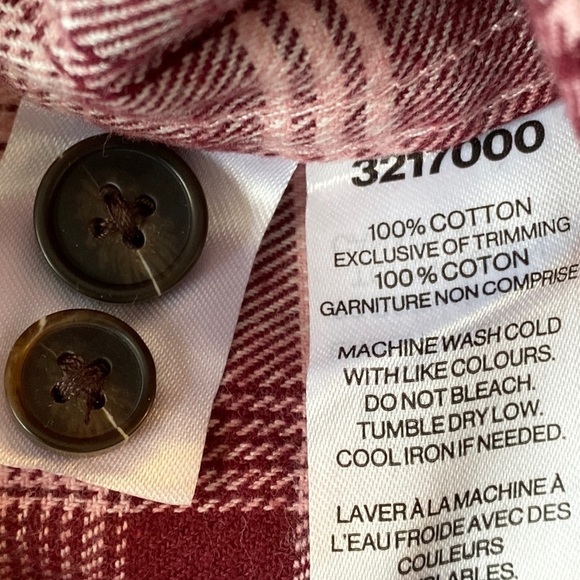 3217000
100% COTTON
EXCLUSIVE OF TRIMMING
100% COTON
GARNITURE NON COMPRISE
MACHINE WASH COLD
WITH LIKE COLOURS.
DO NOT BLEACH.
TUMBLE DRY LOW.
COOL IRON IF NEEDED.
LAVER À LA MACHINE À
L'EAU FROIDE AVEC DES
COULEURS